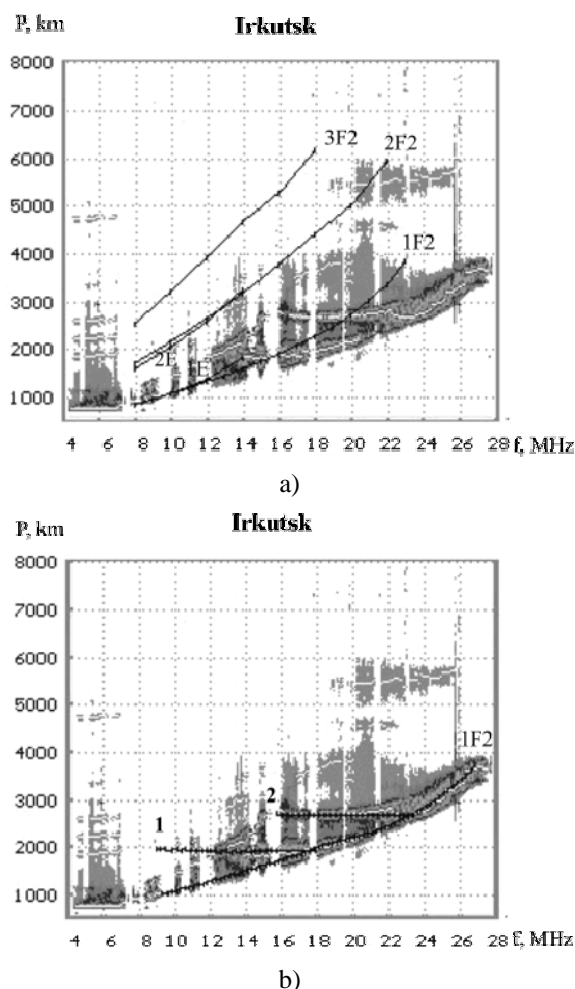 P, km
Irkutsk
8000
7000
6000
5000
4000
3000
2000
1000
3F2
2F2
1F2
2E
E
4 6 8 10 12 14 16 18 20 22 24 26 28 f, MHz
a)
P, km
Irkutsk
8000
7000
6000
5000
4000
3000
2000
1000
1F2
2
1
4 6 8 10 12 14 16 18 20 22 24 26 28 f, MHz
b)